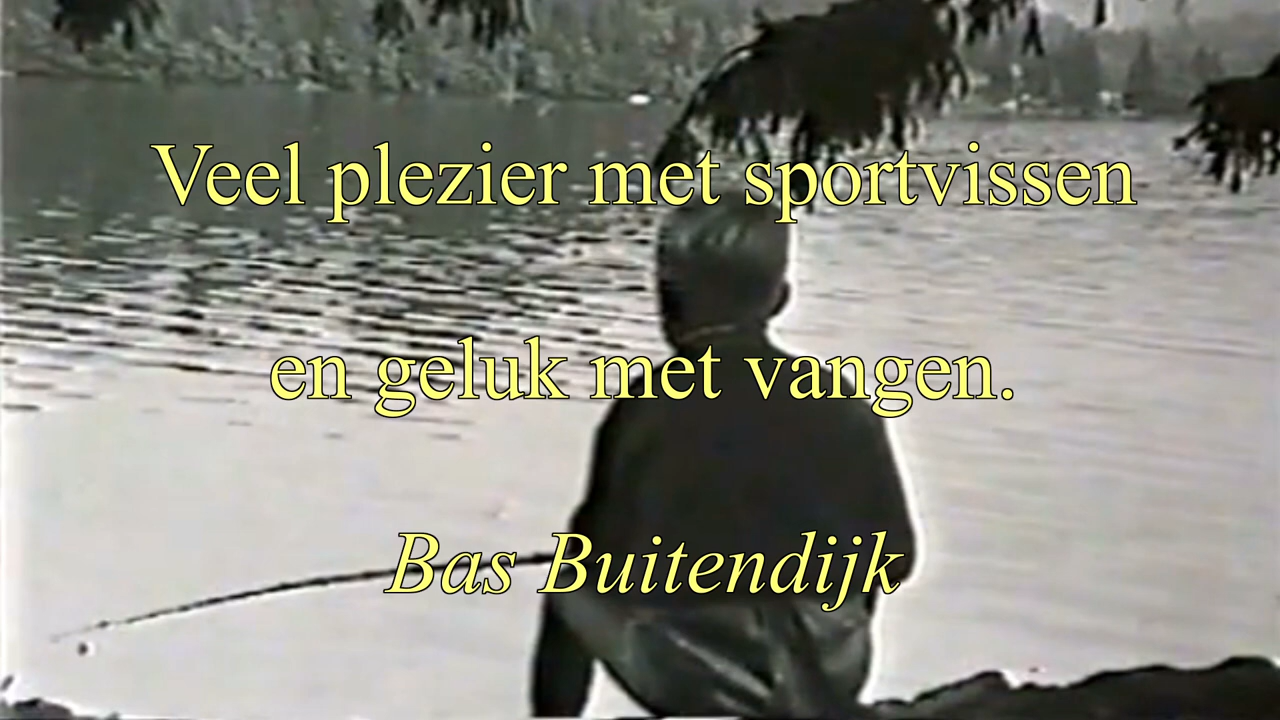 Veel plezier met sportvissen
en geluk met vangen.
Bas Buitendijk